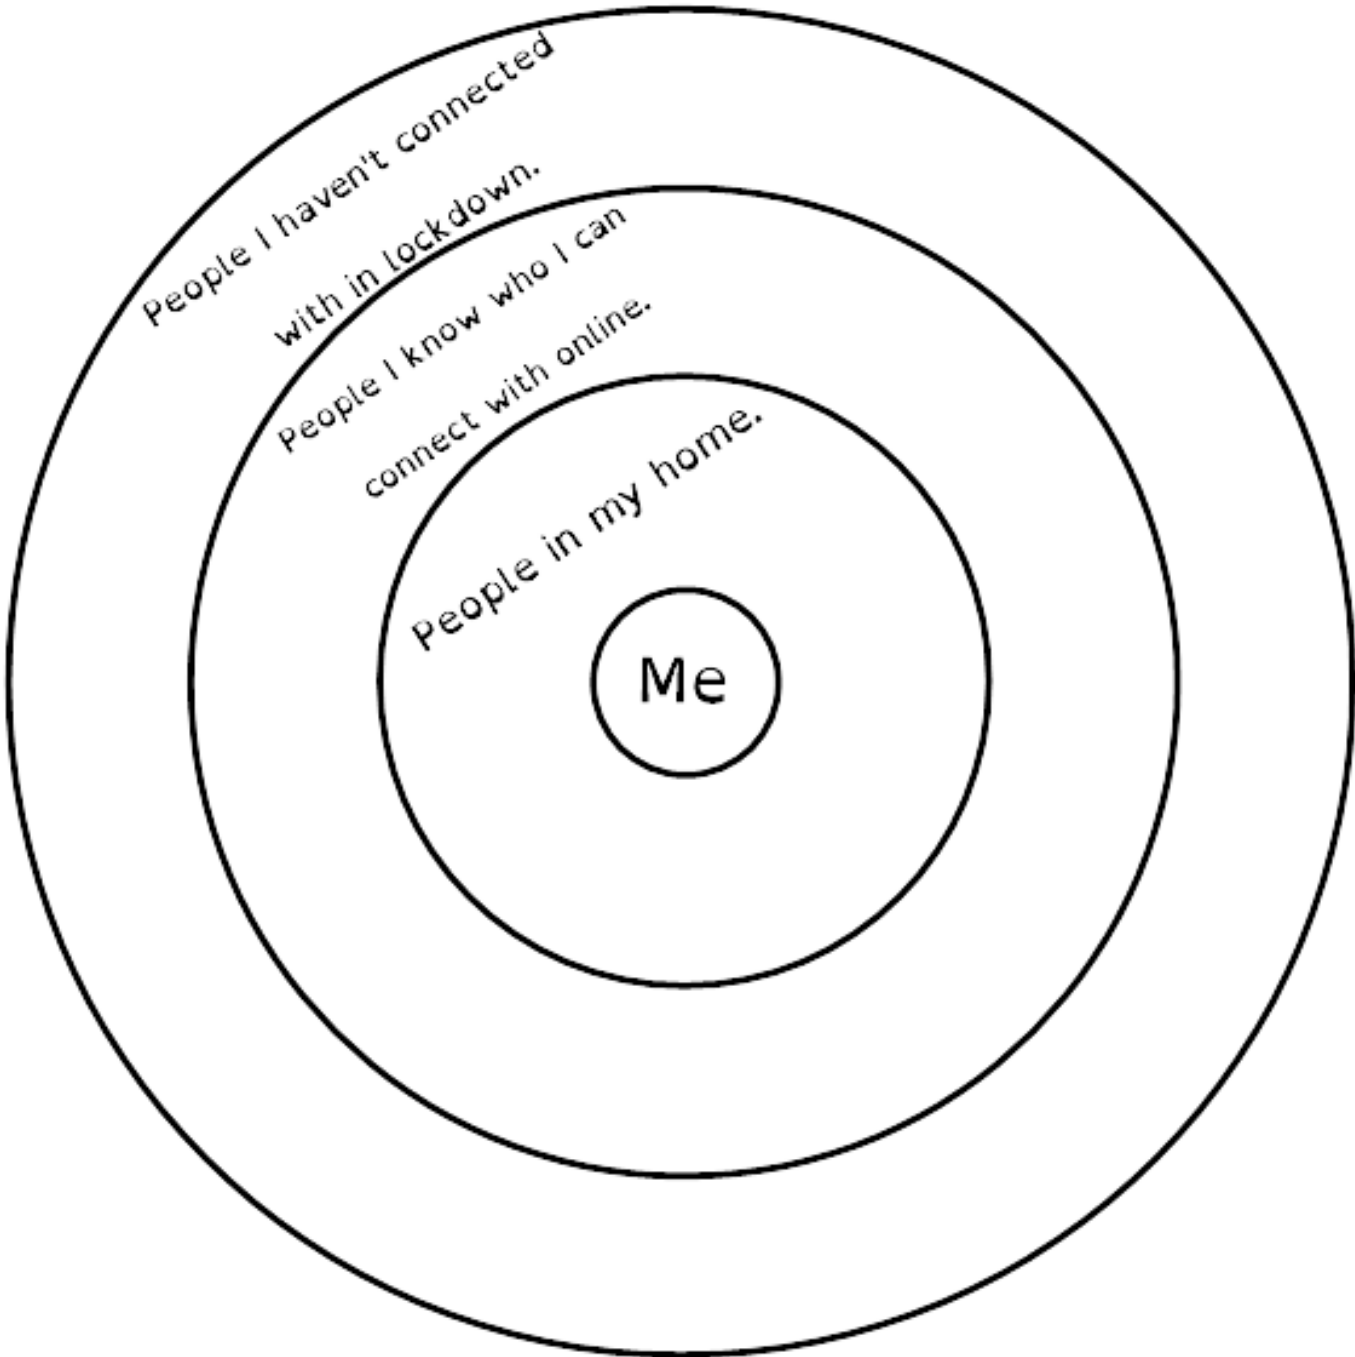 People I haven't connected
with in lockdown.
People I know who I can
connect with online.
People in my home.
Me